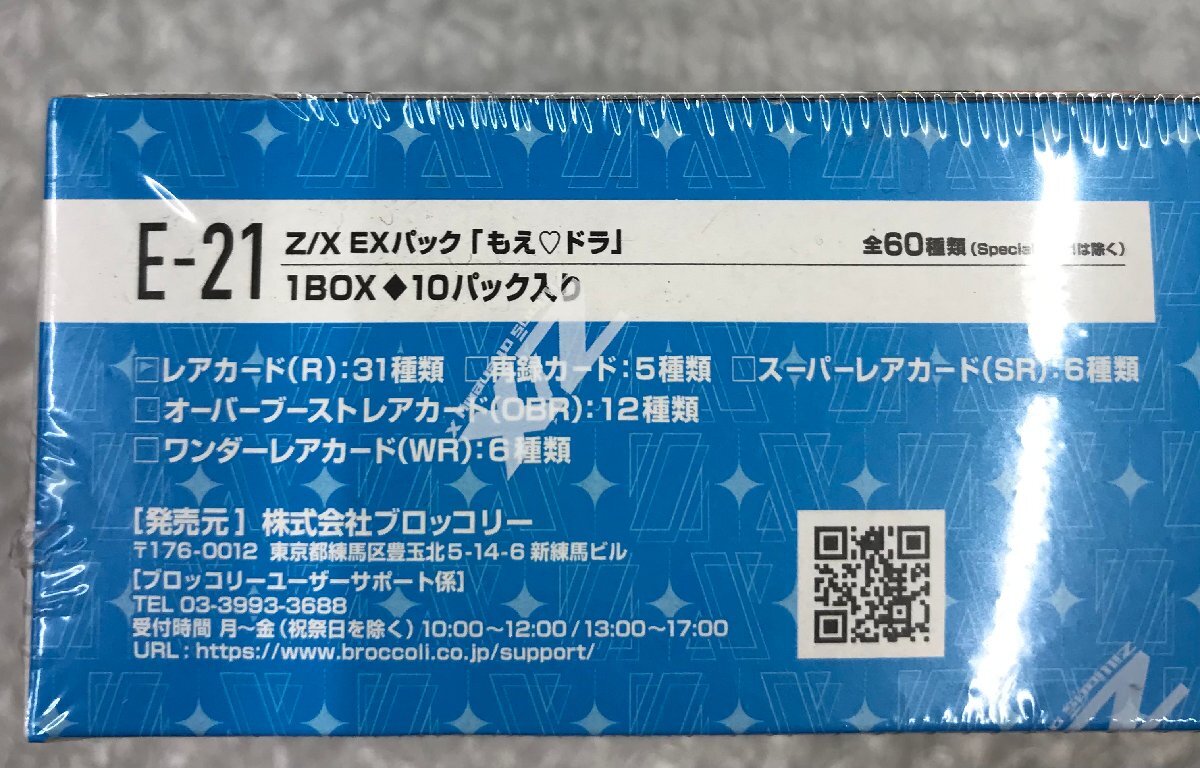 E-21
Z/X EXパック「もえ♡ドラ」
全60種類(Special は除く)
1BOX◆10パック入り
□レアカード(R):31種類 □再録カード:5種類 □スーパーレアカード(SR):6種類
□オーバーブーストレアカード(OBR):12種類
□ワンダーレアカード(WR):6種類
[発売元] 株式会社ブロッコリー
〒176-0012 東京都練馬区豊玉北5-14-6 新練馬ビル
[ブロッコリーユーザーサポート係]
TEL 03-3993-3688
受付時間 月〜金(祝祭日を除く)10:00〜12:00/13:00〜17:00
URL:https://www.broccoli.co.jp/support/